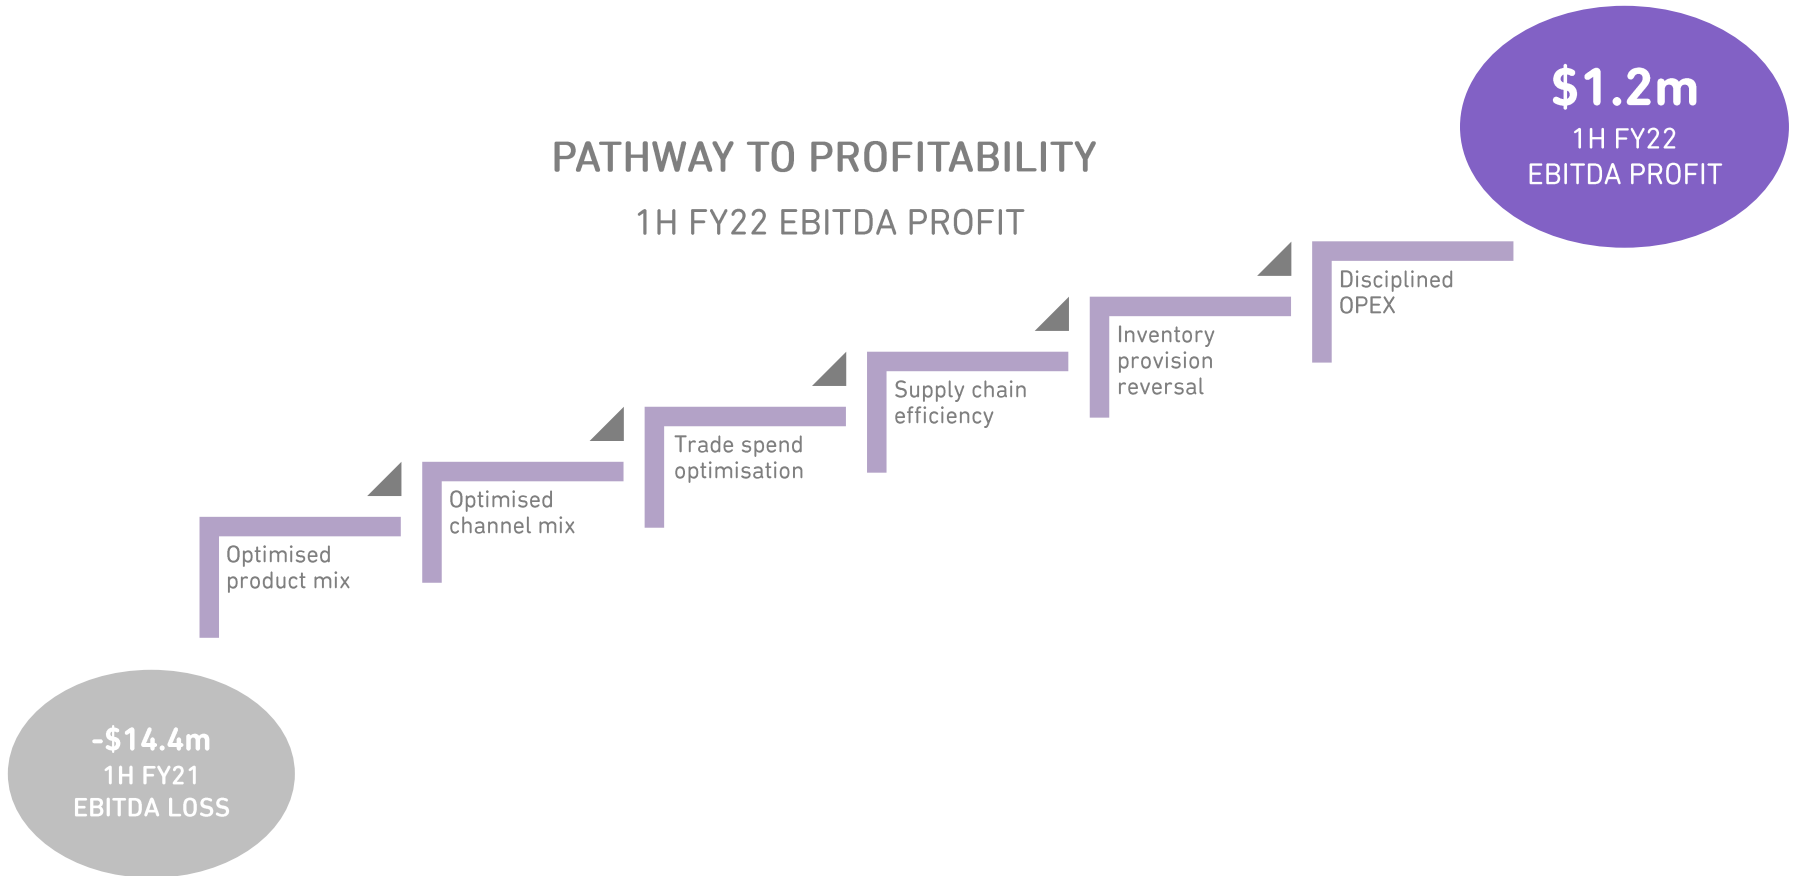 PATHWAY TO PROFITABILITY
1H FY22 EBITDA PROFIT
$1.2m
1H FY22
EBITDA PROFIT
Disciplined
OPEX
Inventory
provision
reversal
Supply chain
efficiency
Trade spend
optimisation
Optimised
channel mix
Optimised
product mix
-$14.4m
1H FY21
EBITDA LOSS